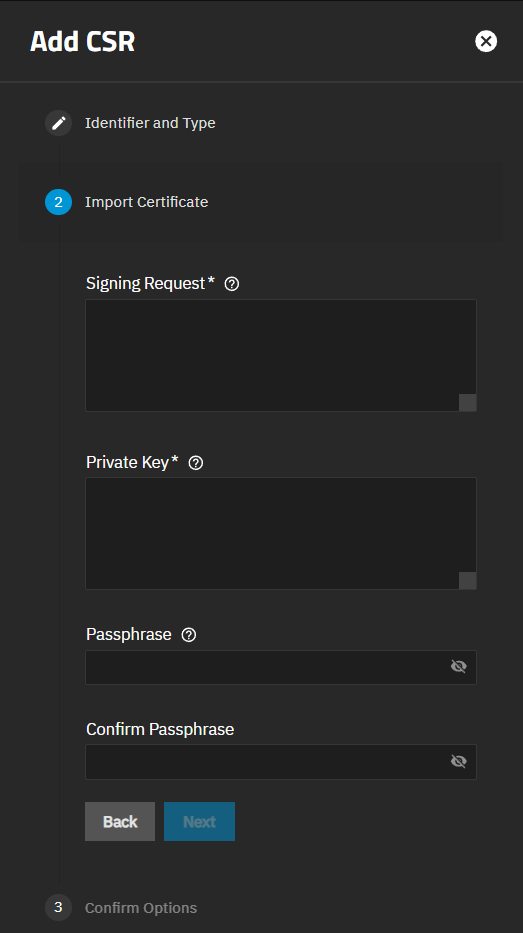 Add CSR
Identifier and Type
2 Import Certificate
Signing Request*
Private Key*
Passphrase
Confirm Passphrase
Back Next
3 Confirm Options